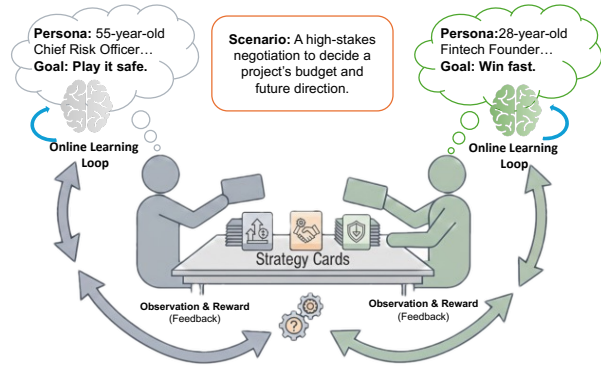 Persona: 55-year-old
Chief Risk Officer…
Goal: Play it safe.
Scenario: A high-stakes
negotiation to decide a
project's budget and
future direction.
Persona:28-year-old
Fintech Founder…
Goal: Win fast.
Online Learning
Loop
Online Learning
Loop
$
Strategy Cards
Observation & Reward
(Feedback)
Observation & Reward
(Feedback)
?